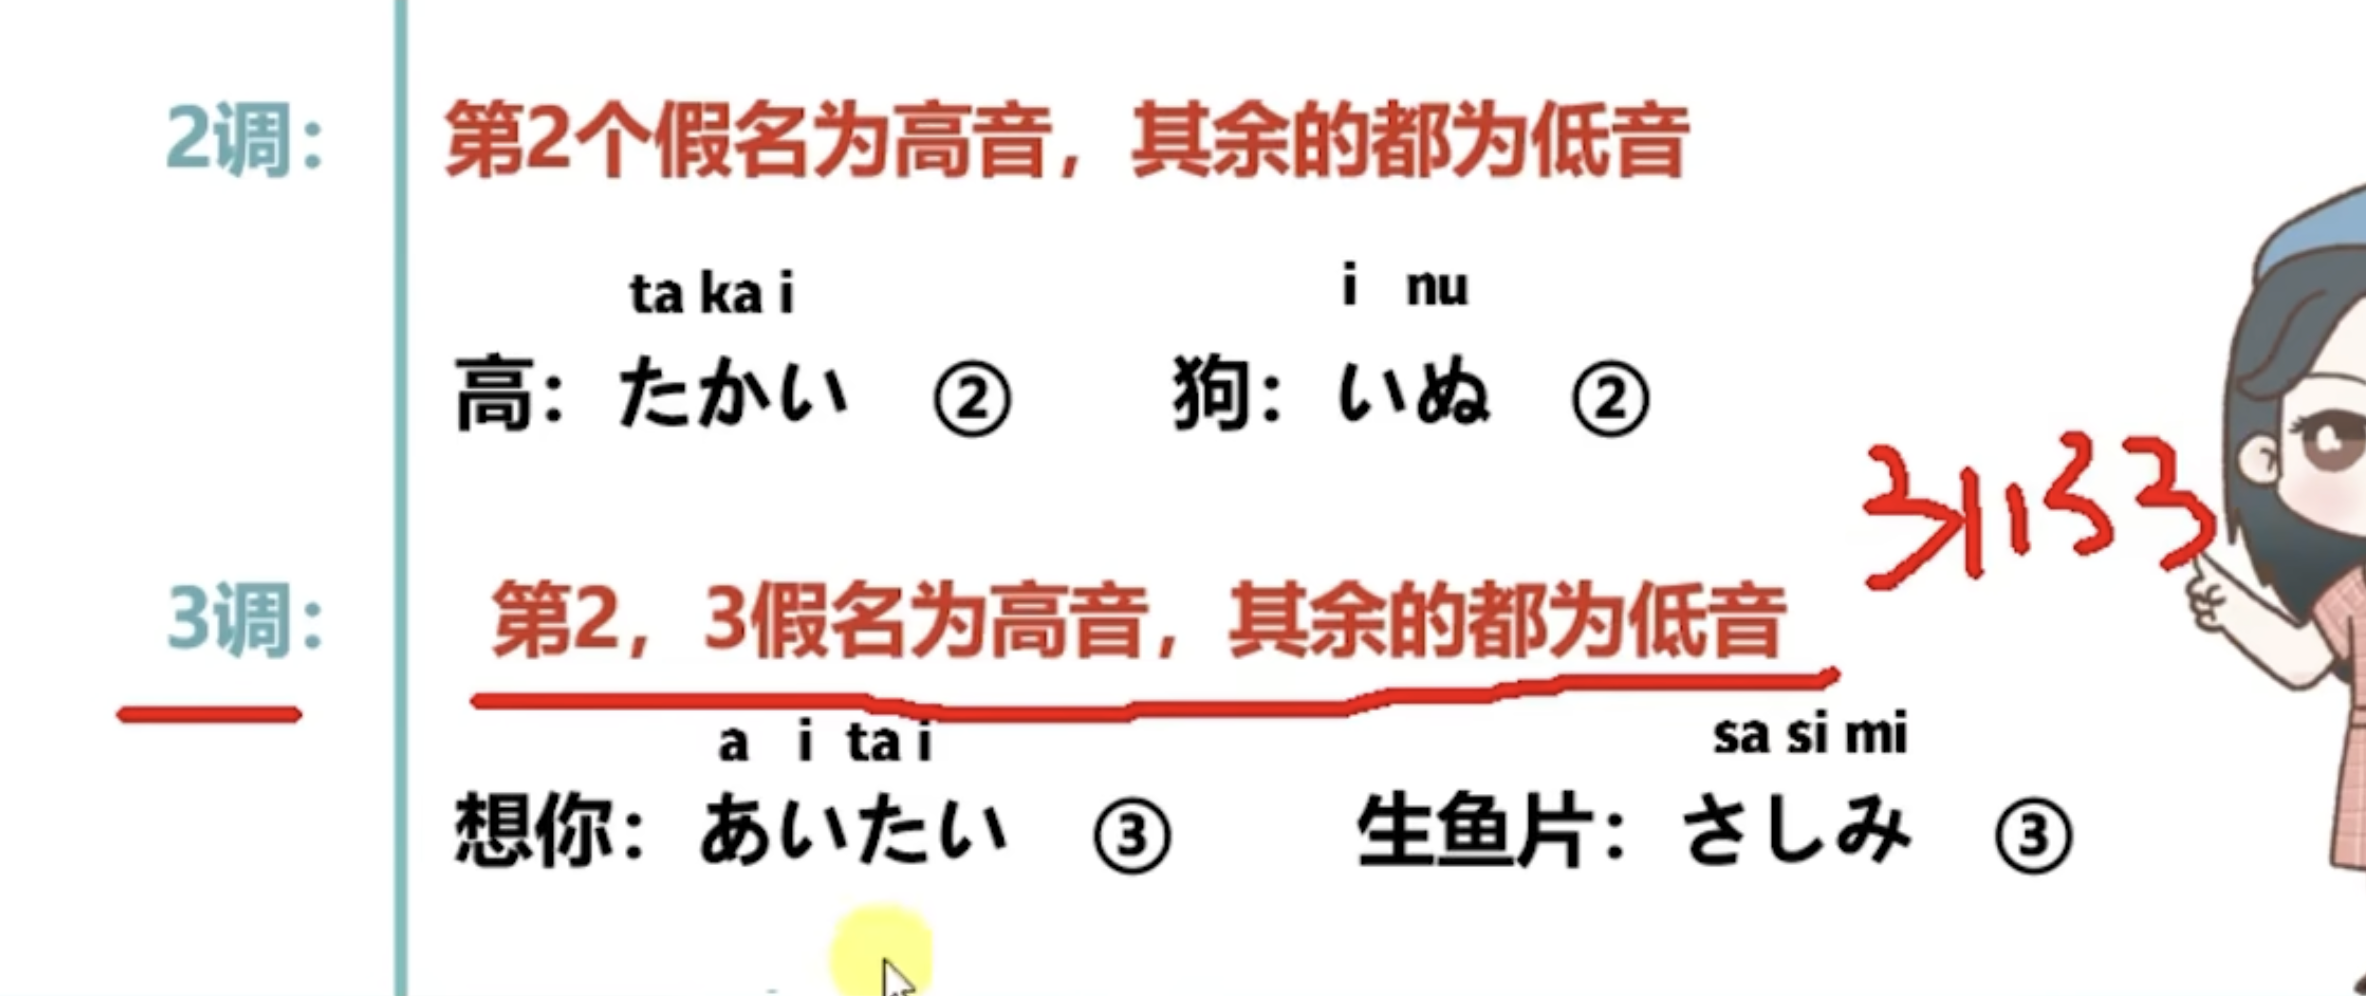 2调： 第2个假名为高音，其余的都为低音
ta ka i i nu
高：たかい ② 狗：いぬ ②
3调： 第2，3假名为高音，其余的都为低音
a i ta i sa si mi
想你：あいたい ③ 生鱼片：さしみ ③